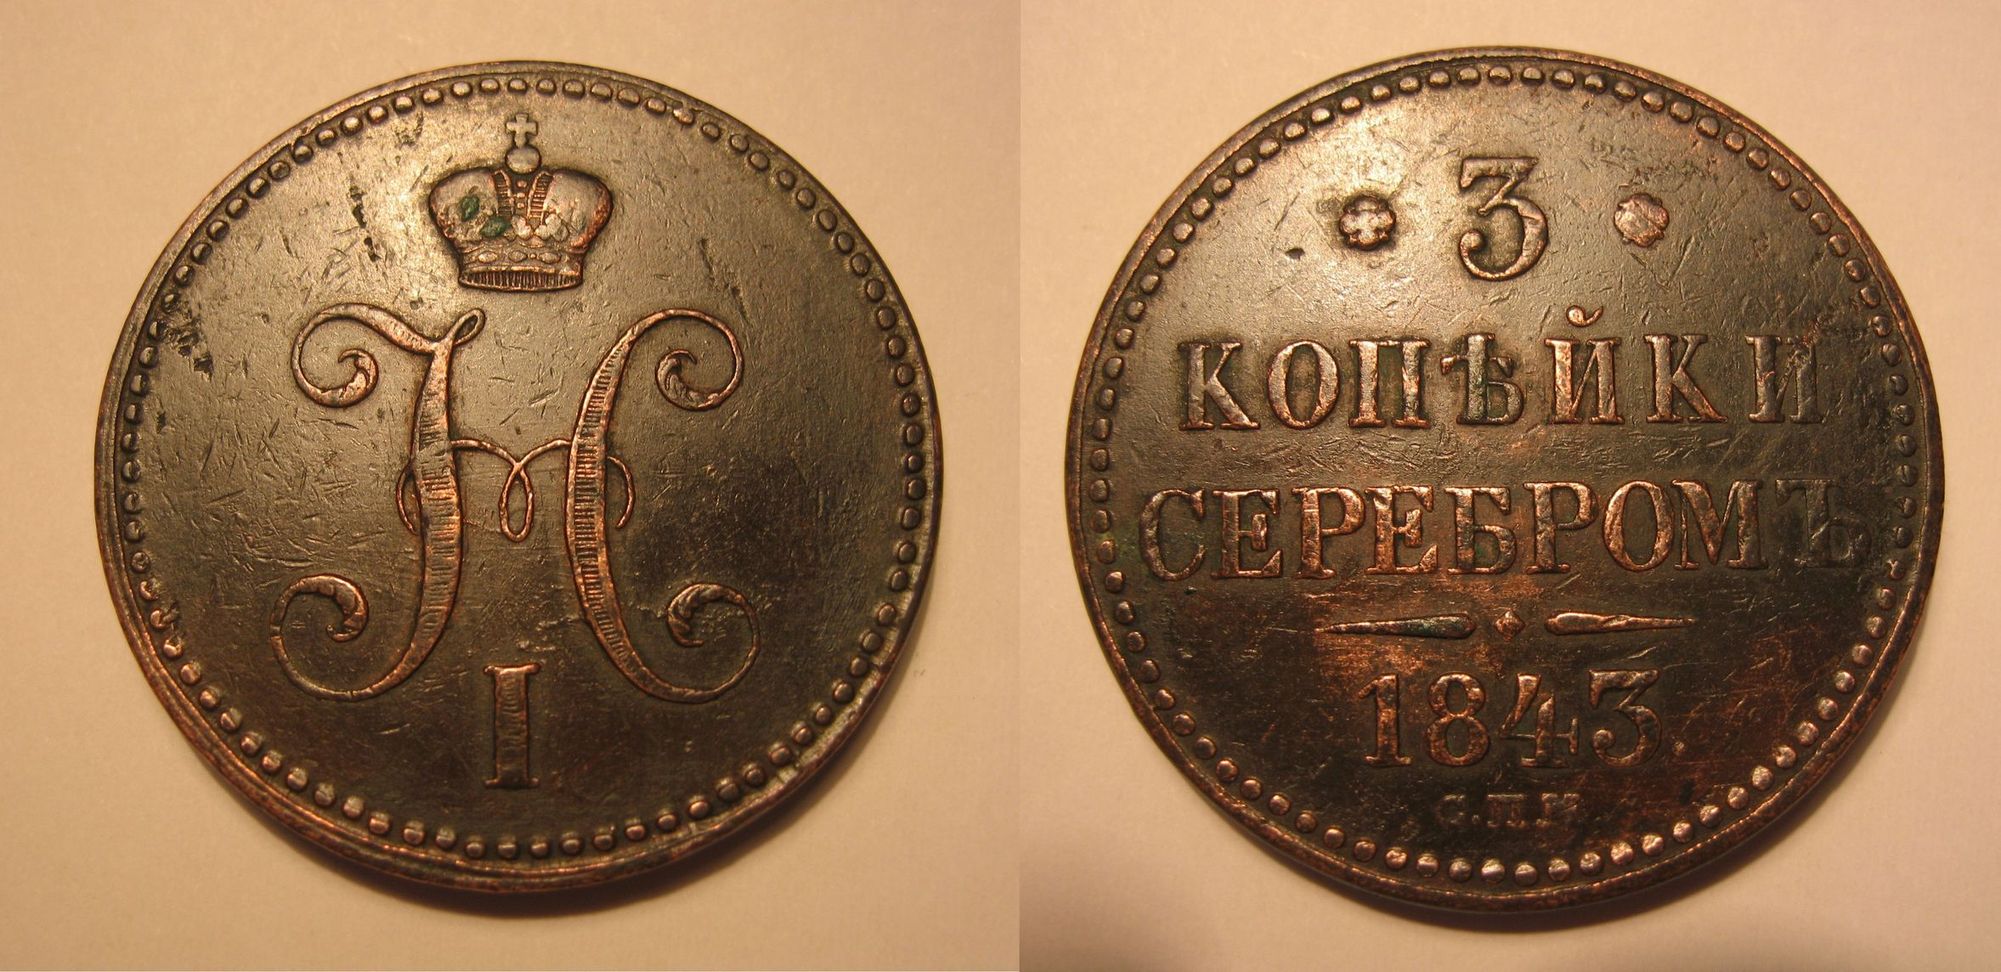 Н
I
3
КОПѢЙКИ
СЕРЕБРОМЪ
1843.
С.П.М.